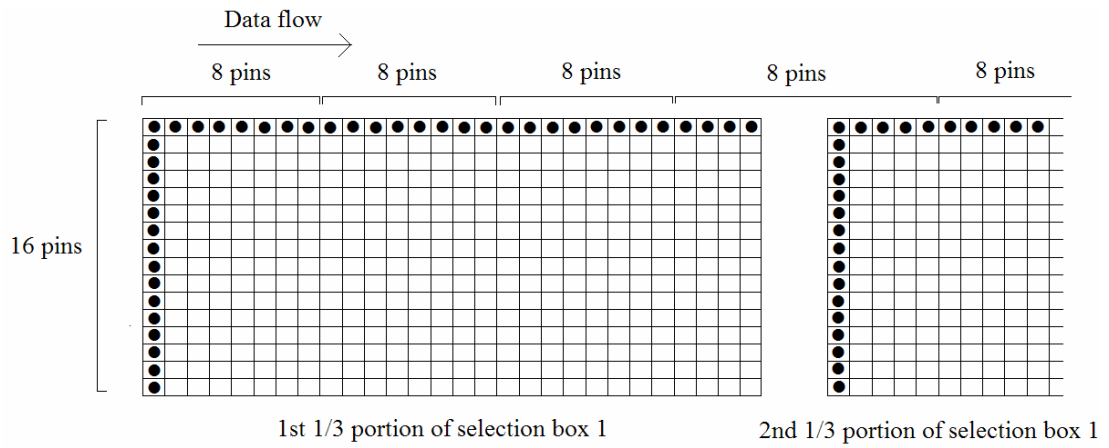 Data flow
8 pins 8 pins 8 pins 8 pins 8 pins
16 pins
1st 1/3 portion of selection box 1 2nd 1/3 portion of selection box 1